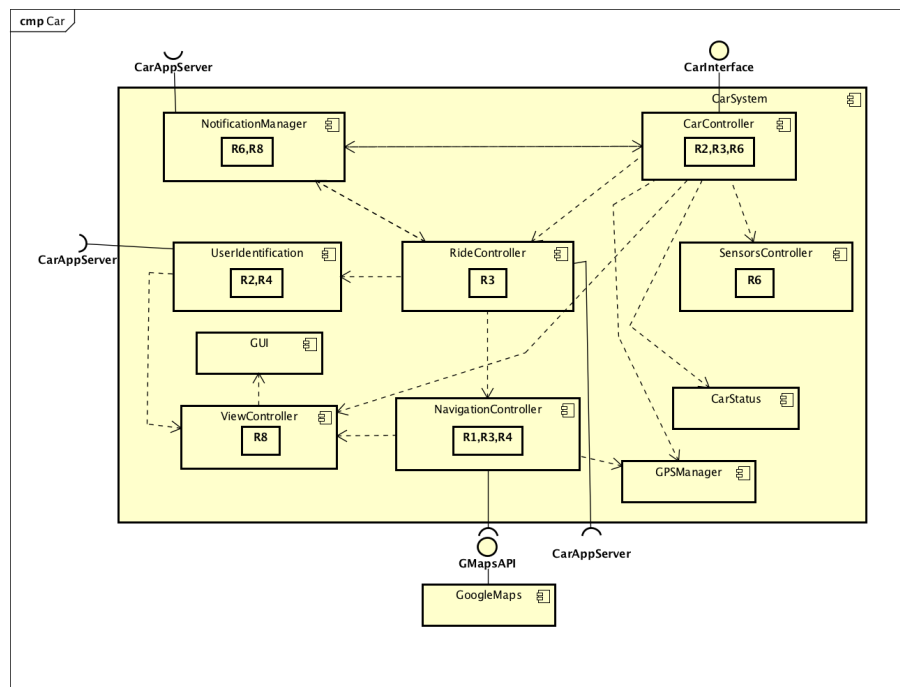 cmp Car
CarAppServer
CarInterface
CarSystem
NotificationManager
R6,R8
CarController
R2,R3,R6
CarAppServer
UserIdentification
R2,R4
RideController
R3
SensorsController
R6
GUI
ViewController
R8
NavigationController
R1,R3,R4
CarStatus
GPSManager
CarAppServer
GMapsAPI
GoogleMaps